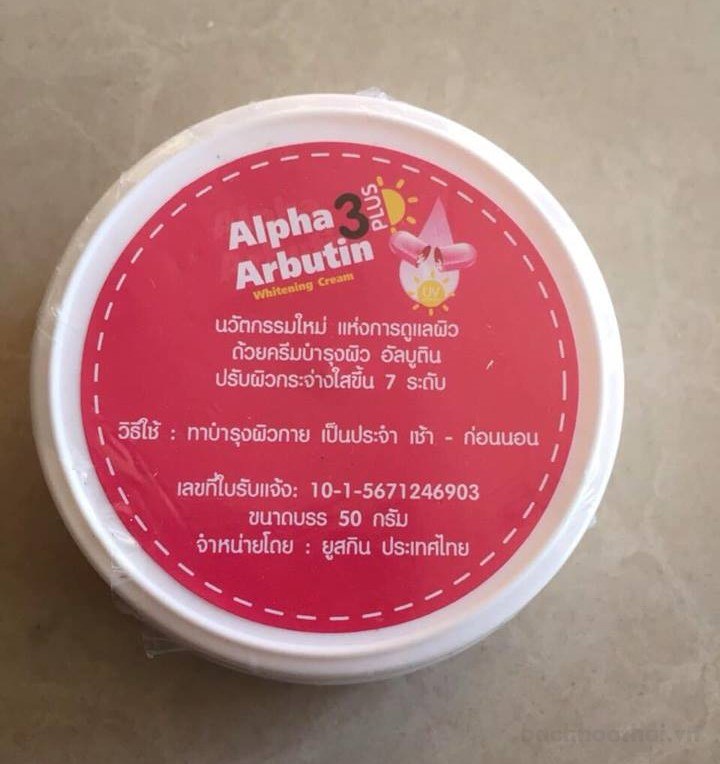 Alpha 3 PLUS
Arbutin
Whitening Cream
UV
นวัตกรรมใหม่ แห่งการดูแลผิว
ด้วยครีมบำรุงผิว อัลบูติน
ปรับผิวกระจ่างใสขึ้น 7 ระดับ
วิธีใช้ : ทาบำรุงผิวกาย เป็นประจำ เช้า - ก่อนนอน
เลขที่ใบรับแจ้ง: 10-1-5671246903
ขนาดบรร 50 กรัม
จำหน่ายโดย : ยูสกิน ประเทศไทย
bachhoathai.vn